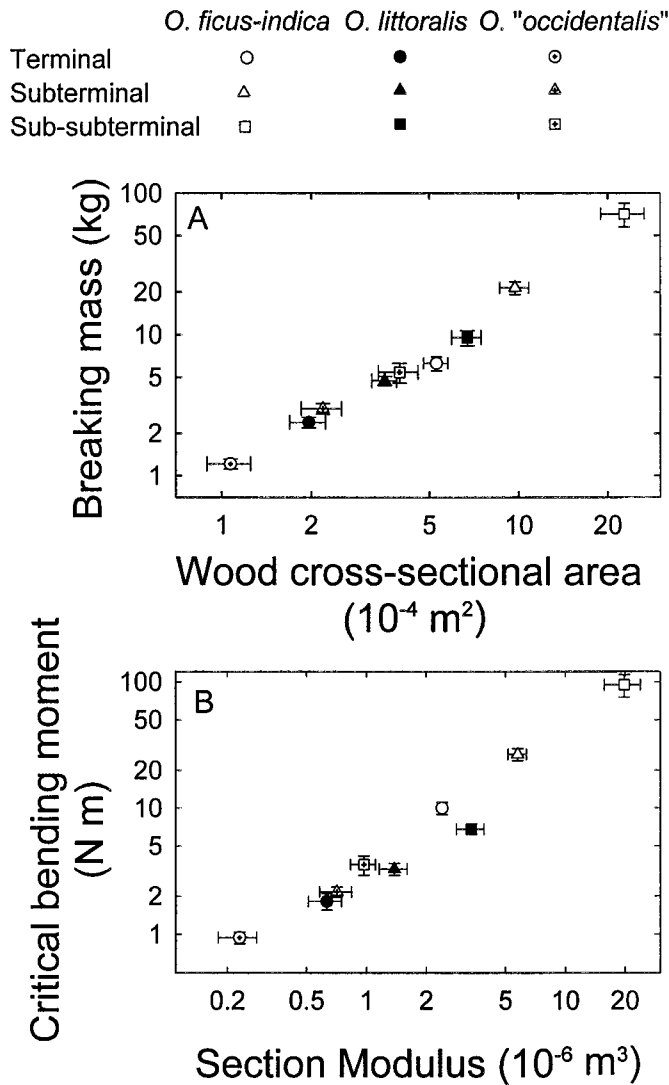 O. ficus-indica O. littoralis O. "occidentalis"
Terminal
Subterminal
Sub-subterminal
A
Breaking mass (kg)
100
50
20
10
5
2
1
1 2 5 10 20
Wood cross-sectional area
(10⁻⁴ m²)
B
Critical bending moment
(N m)
100
50
20
10
5
2
1
0.2 0.5 1 2 5 10 20
Section Modulus (10⁻⁶ m³)